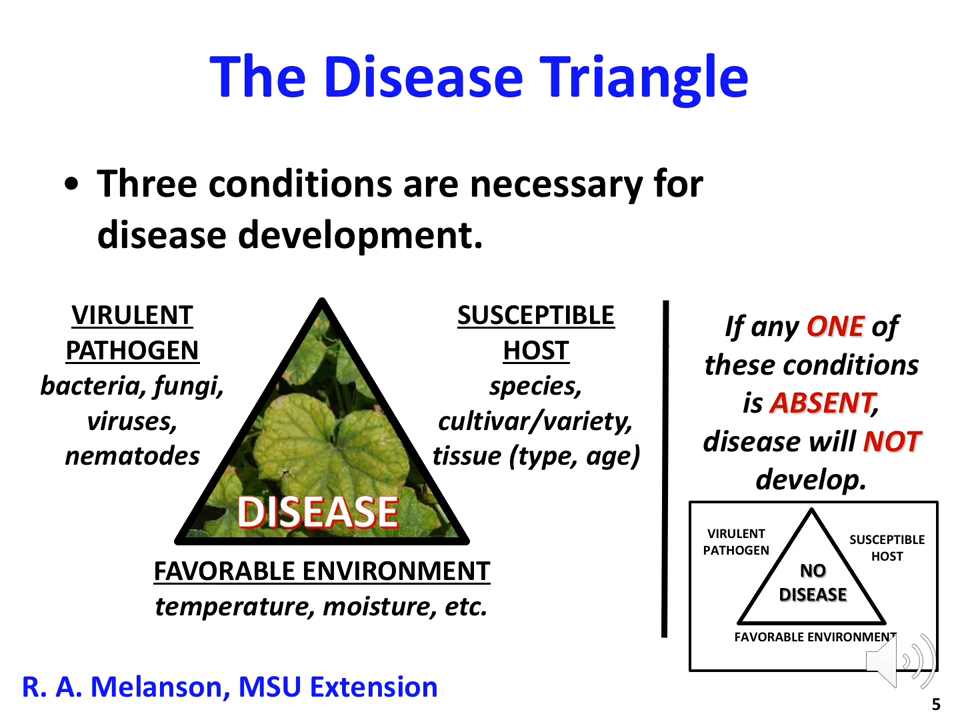 The Disease Triangle
• Three conditions are necessary for
disease development.
VIRULENT
PATHOGEN
bacteria, fungi,
viruses,
nematodes
DISEASE
SUSCEPTIBLE
HOST
species,
cultivar/variety,
tissue (type, age)
FAVORABLE ENVIRONMENT
temperature, moisture, etc.
If any ONE of
these conditions
is ABSENT,
disease will NOT
develop.
VIRULENT
PATHOGEN
SUSCEPTIBLE
HOST
NO
DISEASE
FAVORABLE ENVIRONMENT
R. A. Melanson, MSU Extension
5